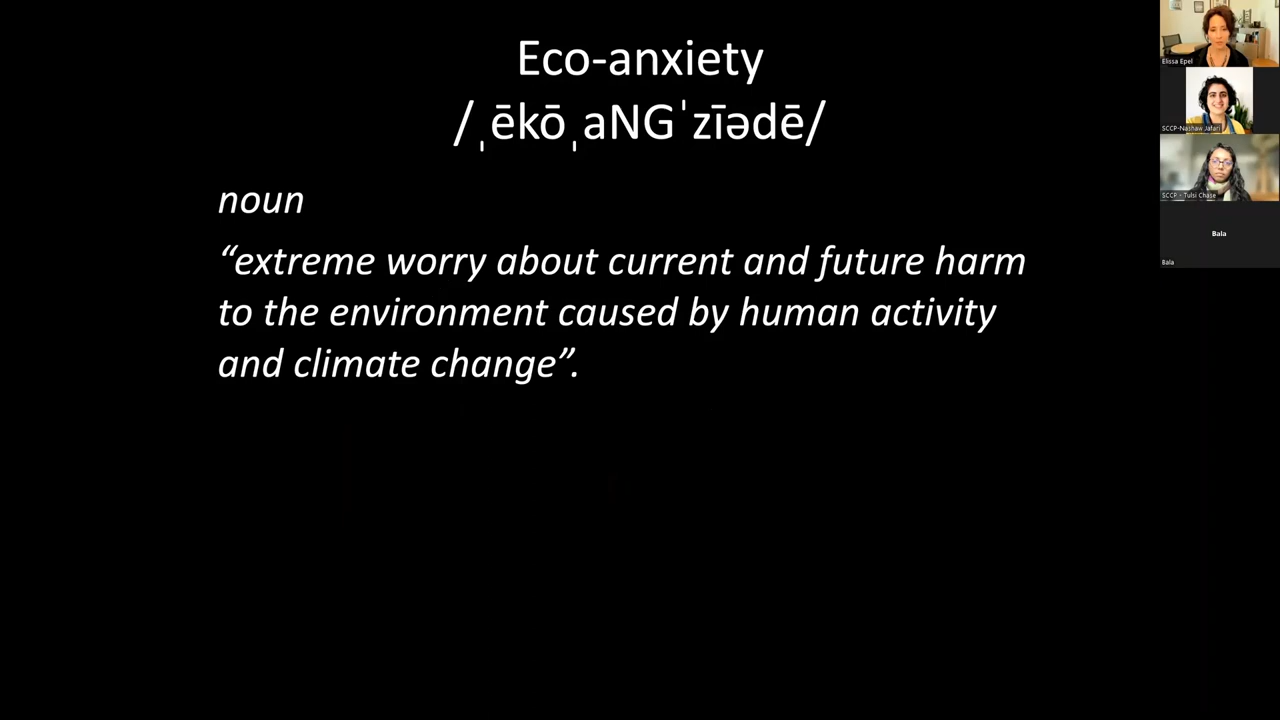 Eco-anxiety
/ˌēkōˌaNGˈzīədē/
noun
“extreme worry about current and future harm
to the environment caused by human activity
and climate change”.
Elissa Epel
SCCP-Nashaw Jafari
SCCP - Tulsi Chase
Bala
Bala